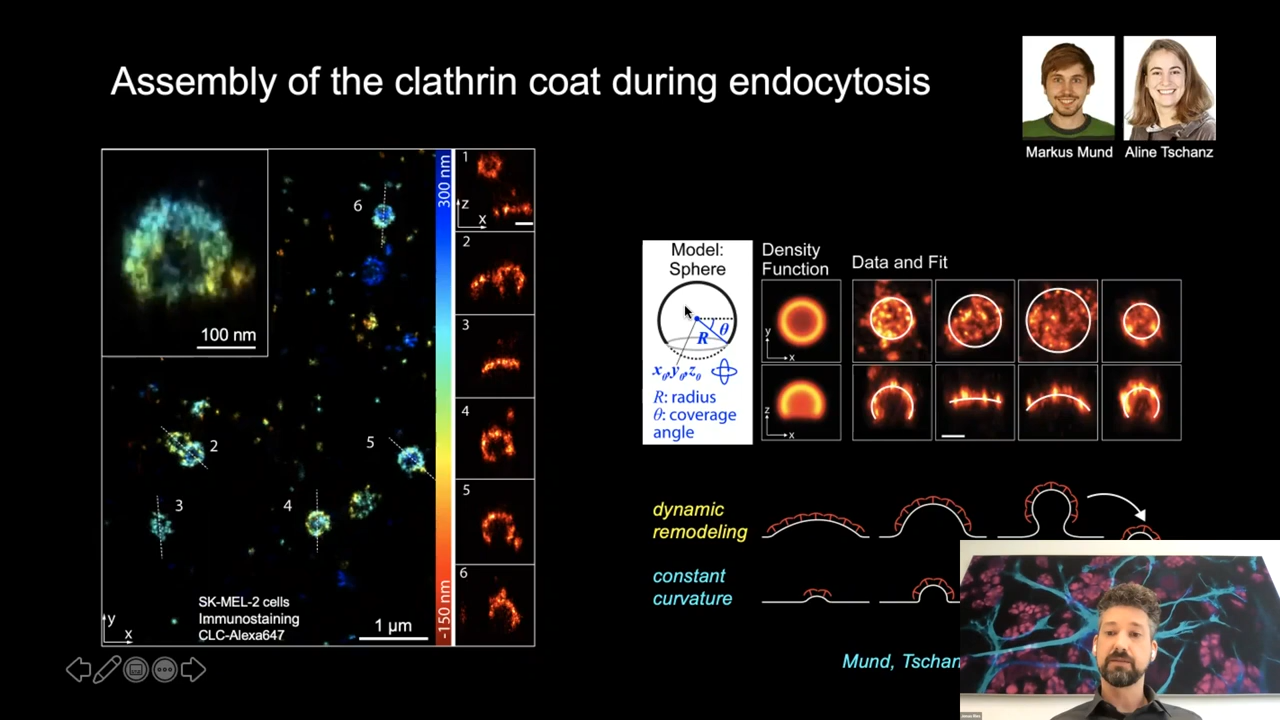 Assembly of the clathrin coat during endocytosis
Markus Mund
Aline Tschanz
6
100 nm
2
3
4
5
SK-MEL-2 cells
Immunostaining
CLC-Alexa647
y
x
1 µm
300 nm
-150 nm
1
z
x
2
3
4
5
6
Model:
Sphere
θ
R
x₀,y₀,z₀
R: radius
θ: coverage
angle
Density
Function
y
x
z
x
Data and Fit
dynamic
remodeling
constant
curvature
Mund, Tschan